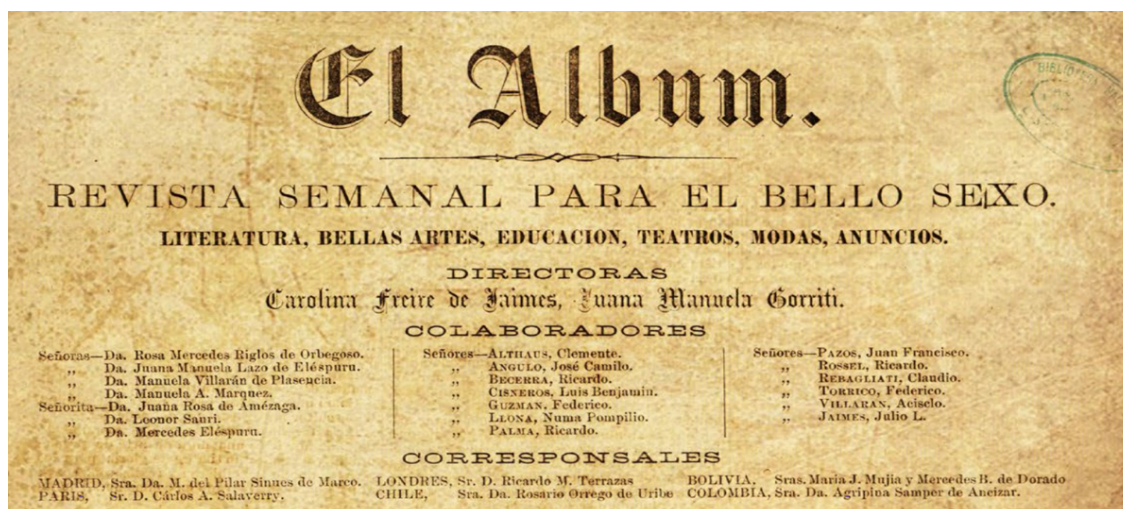 El Album.
BIBLIO
REVISTA SEMANAL PARA EL BELLO SEXO.
LITERATURA, BELLAS ARTES, EDUCACION, TEATROS, MODAS, ANUNCIOS.
DIRECTORAS
Carolina Freire de Jaimes, Juana Manuela Gorriti.
COLABORADORES
Señoras—Da. Rosa Mercedes Riglos de Orbegoso.
„ Da. Juana Manuela Lazo de Eléspuru.
„ Da. Manuela Villarán de Plasencia.
„ Da. Manuela A. Marquez.
Señorita—Da. Juana Rosa de Amézaga.
„ Da. Leonor Sauri.
„ Da. Mercedes Eléspuru.
Señores—ALTHAUS, Clemente.
„ ANGULO, José Camilo.
„ BECERRA, Ricardo.
„ CISNEROS, Luis Benjamin.
„ GUZMAN, Federico.
„ LLONA, Numa Pompilio.
„ PALMA, Ricardo.
Señores—PAZOS, Juan Francisco.
„ ROSSEL, Ricardo.
„ REBAGLIATI, Claudio.
„ TORRICO, Federico.
„ VILLARAN, Acisclo.
„ JAIMES, Julio L.
CORRESPONSALES
MADRID, Sra. Da. M. del Pilar Sinues de Marco.
PARIS, Sr. D. Cárlos A. Salaverry.
LONDRES, Sr. D. Ricardo M. Terrazas
CHILE, Sra. Da. Rosario Orrego de Uribe
BOLIVIA, Sras. Maria J. Mujia y Mercedes B. de Dorado
COLOMBIA, Sra. Da. Agripina Samper de Ancizar.